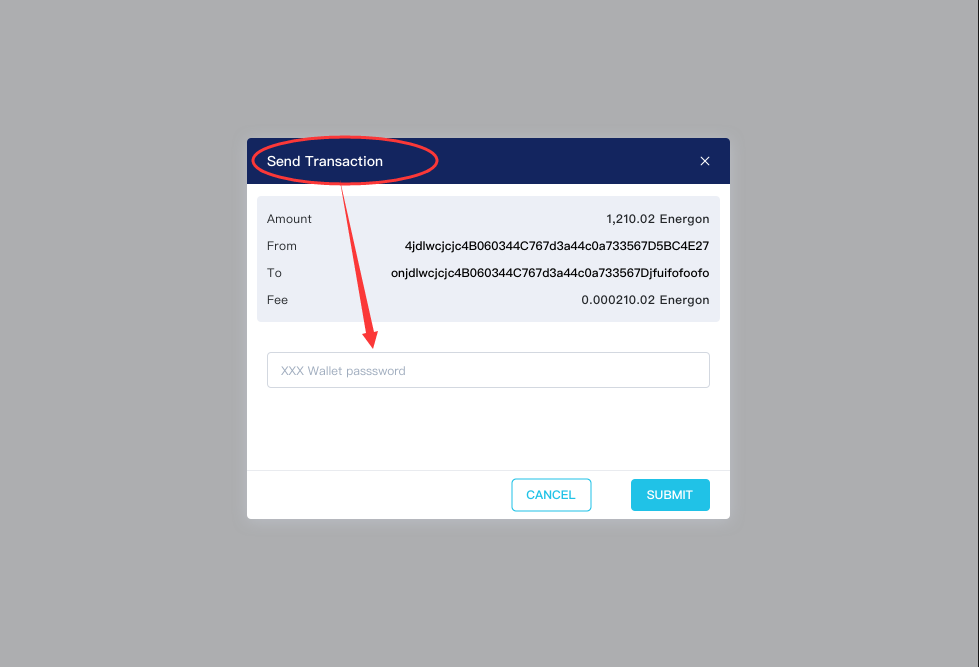 Send Transaction
Amount 1,210.02 Energon
From 4jdlwcjcjc4B060344C767d3a44c0a733567D5BC4E27
To onjdlwcjcjc4B060344C767d3a44c0a733567Djfuifofoofo
Fee 0.000210.02 Energon
XXX Wallet passsword
CANCEL SUBMIT